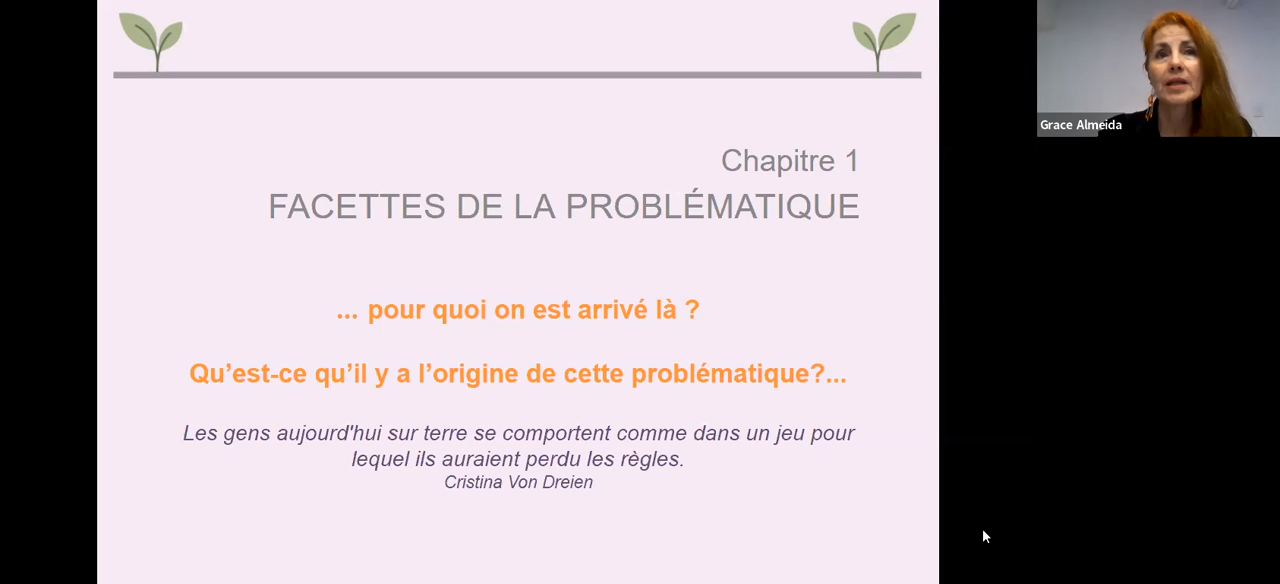 Chapitre 1
FACETTES DE LA PROBLÉMATIQUE
... pour quoi on est arrivé là ?
Qu’est-ce qu’il y a l’origine de cette problématique?...
Les gens aujourd'hui sur terre se comportent comme dans un jeu pour
lequel ils auraient perdu les règles.
Cristina Von Dreien
Grace Almeida